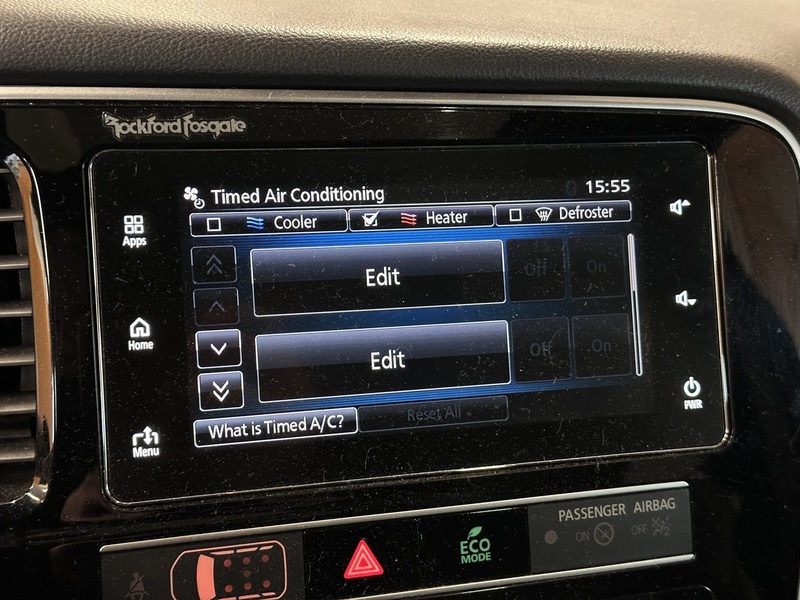 Rockford Fosgate
Timed Air Conditioning 15:55
Cooler Heater Defroster
Apps
Edit Off On
Home
Edit Off On
What is Timed A/C? Reset All
Menu
PWR
PASSENGER AIRBAG
ECO MODE
ON OFF
2